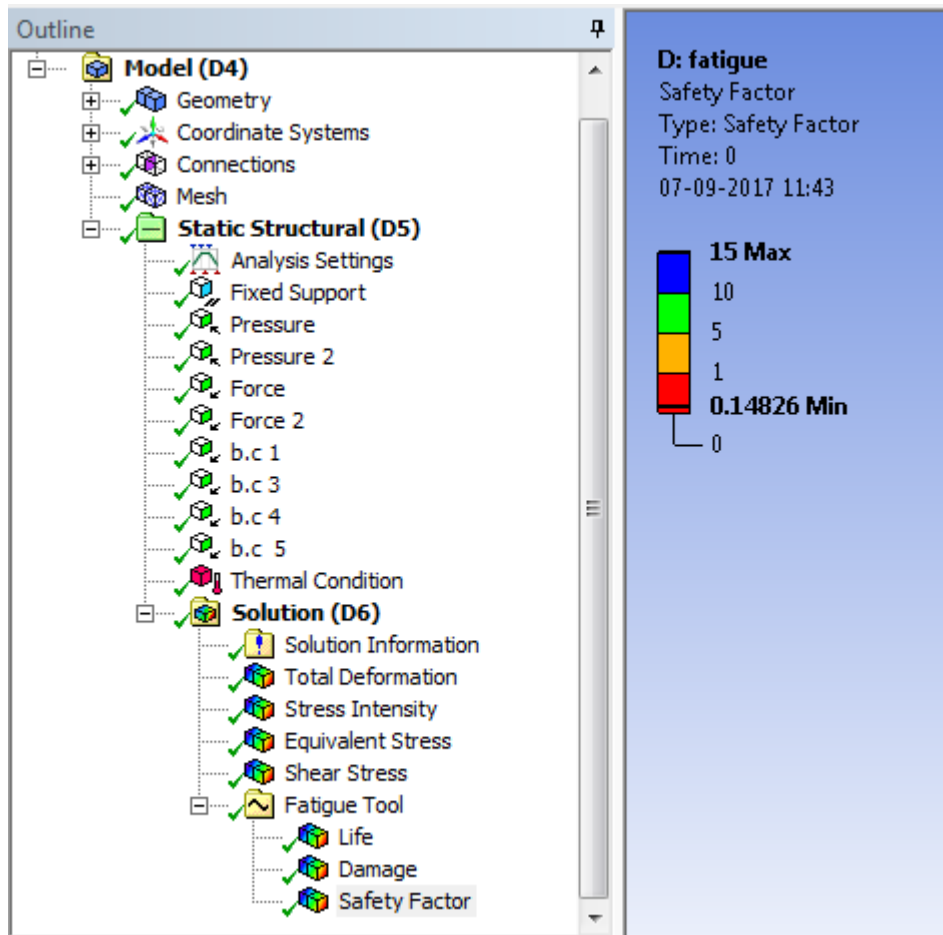 Outline
Model (D4)
Geometry
Coordinate Systems
Connections
Mesh
Static Structural (D5)
Analysis Settings
Fixed Support
Pressure
Pressure 2
Force
Force 2
b.c 1
b.c 3
b.c 4
b.c 5
Thermal Condition
Solution (D6)
Solution Information
Total Deformation
Stress Intensity
Equivalent Stress
Shear Stress
Fatigue Tool
Life
Damage
Safety Factor
D: fatigue
Safety Factor
Type: Safety Factor
Time: 0
07-09-2017 11:43
15 Max
10
5
1
0.14826 Min
0